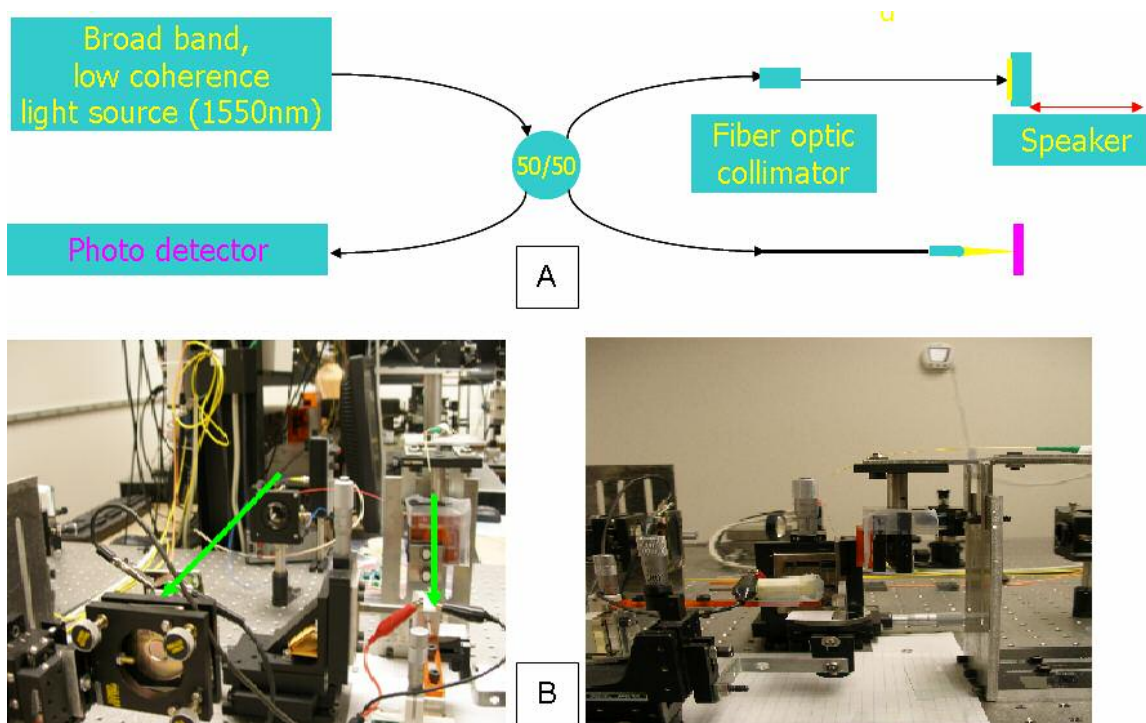 Broad band,
low coherence
light source (1550nm)
50/50
Fiber optic
collimator
Speaker
Photo detector
A
B